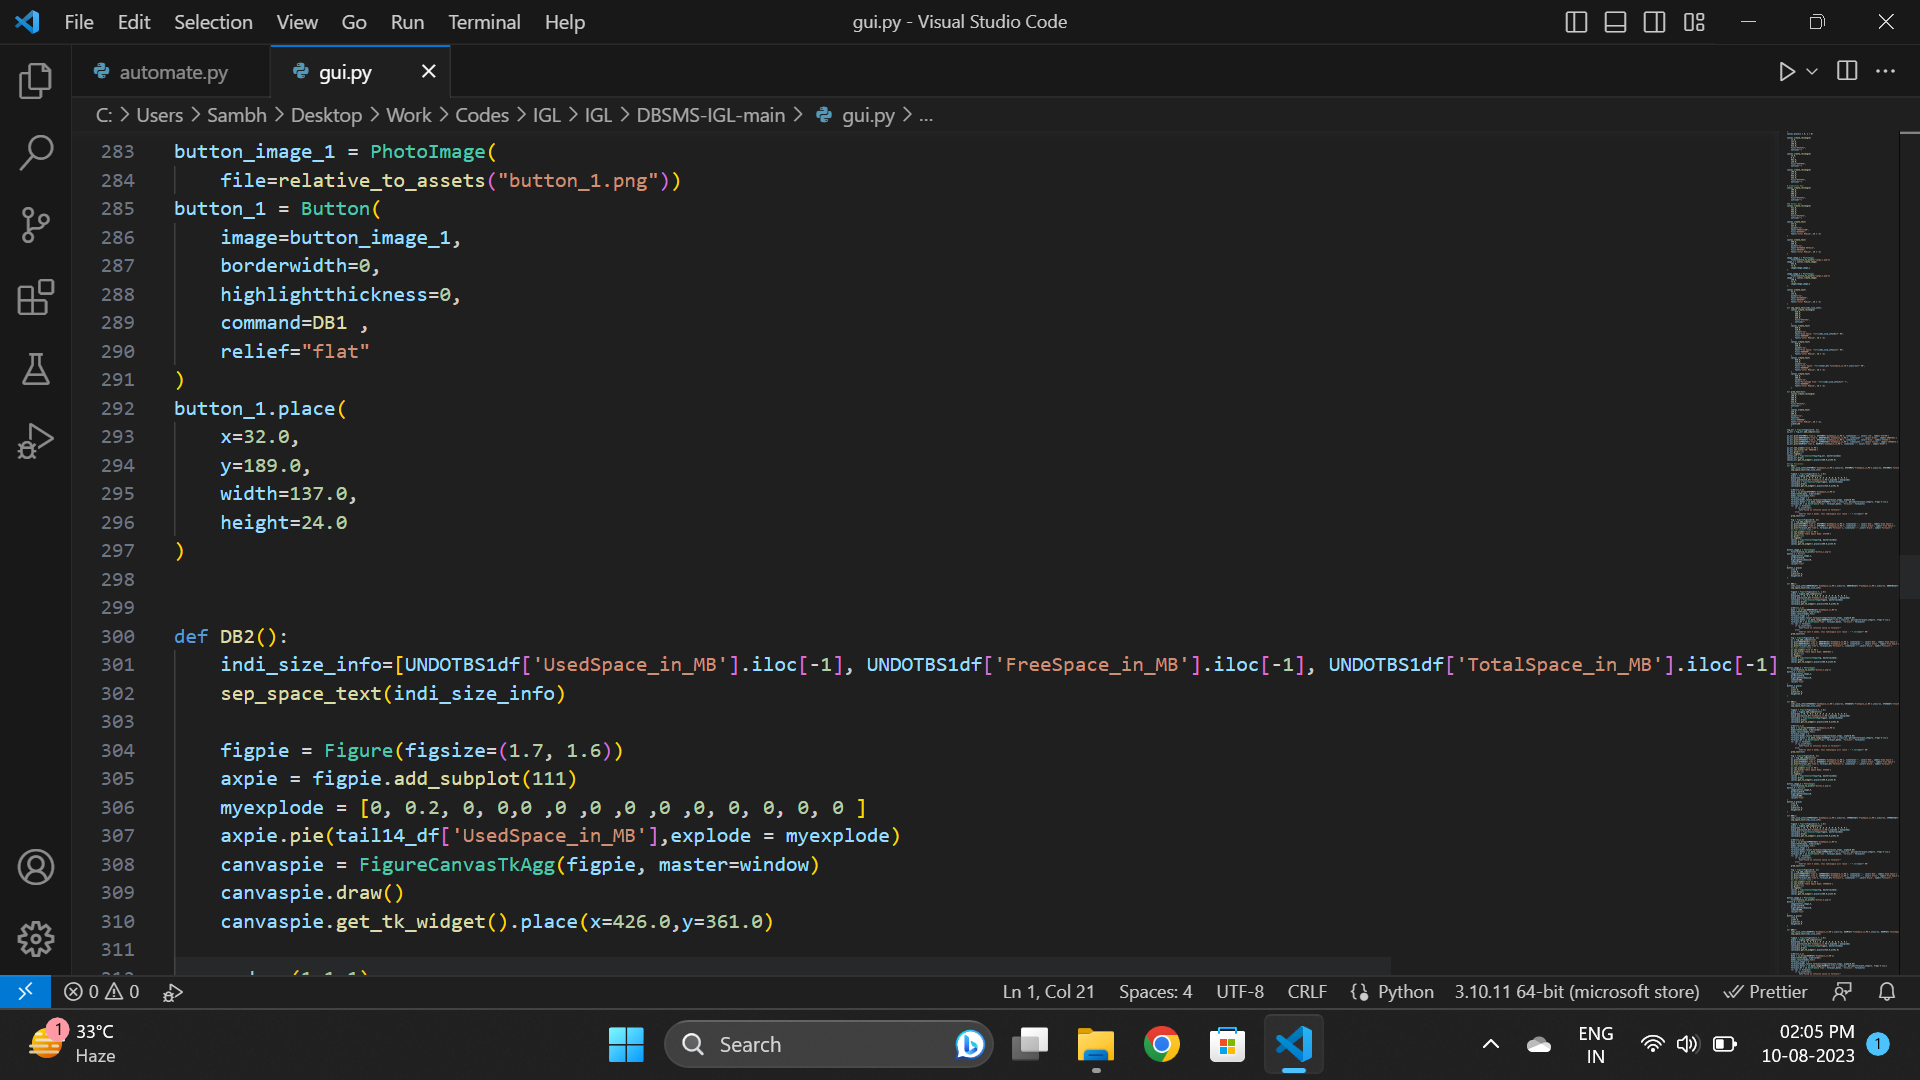 File Edit Selection View Go Run Terminal Help
gui.py - Visual Studio Code
automate.py
gui.py
C: > Users > Sambh > Desktop > Work > Codes > IGL > IGL > DBSMS-IGL-main > gui.py > ...
283 button_image_1 = PhotoImage(
284     file=relative_to_assets("button_1.png"))
285 button_1 = Button(
286     image=button_image_1,
287     borderwidth=0,
288     highlightthickness=0,
289     command=DB1 ,
290     relief="flat"
291 )
292 button_1.place(
293     x=32.0,
294     y=189.0,
295     width=137.0,
296     height=24.0
297 )
298
299
300 def DB2():
301     indi_size_info=[UNDOTBS1df['UsedSpace_in_MB'].iloc[-1], UNDOTBS1df['FreeSpace_in_MB'].iloc[-1], UNDOTBS1df['TotalSpace_in_MB'].iloc[-1]
302     sep_space_text(indi_size_info)
303
304     figpie = Figure(figsize=(1.7, 1.6))
305     axpie = figpie.add_subplot(111)
306     myexplode = [0, 0.2, 0, 0,0 ,0 ,0 ,0 ,0 ,0, 0, 0, 0, 0 ]
307     axpie.pie(tail14_df['UsedSpace_in_MB'],explode = myexplode)
308     canvaspie = FigureCanvasTkAgg(figpie, master=window)
309     canvaspie.draw()
310     canvaspie.get_tk_widget().place(x=426.0,y=361.0)
311
0 0
Ln 1, Col 21 Spaces: 4 UTF-8 CRLF Python 3.10.11 64-bit (microsoft store) Prettier
1
33°C
Haze
Search
ENG
IN
02:05 PM
10-08-2023
1